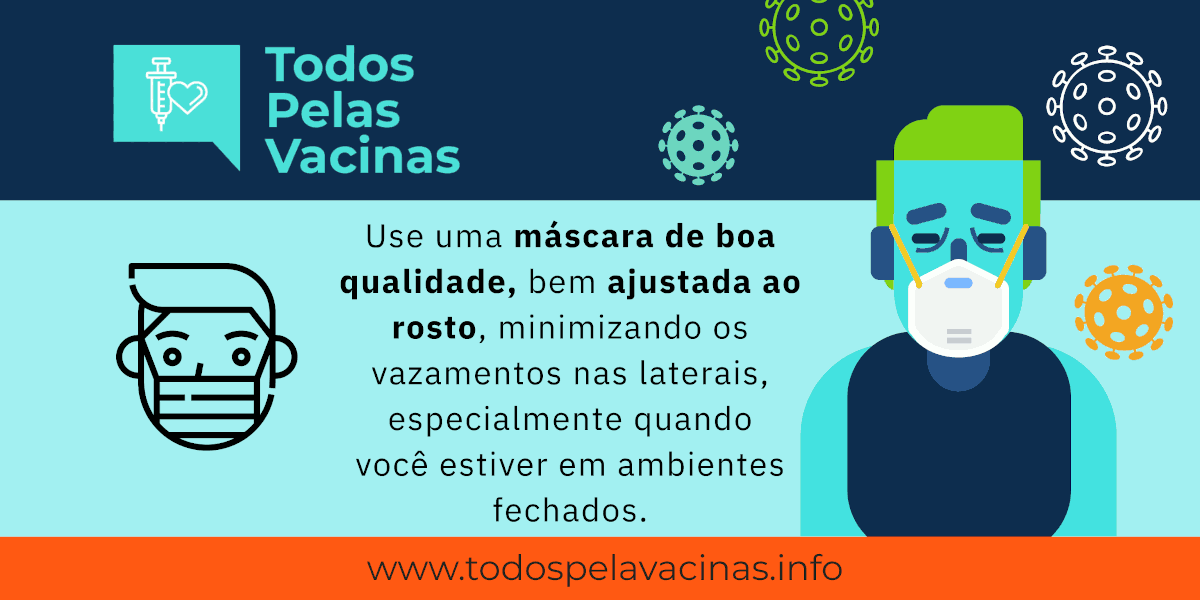 Todos
Pelas
Vacinas
Use uma máscara de boa
qualidade, bem ajustada ao
rosto, minimizando os
vazamentos nas laterais,
especialmente quando
você estiver em ambientes
fechados.
www.todospelavacinas.info